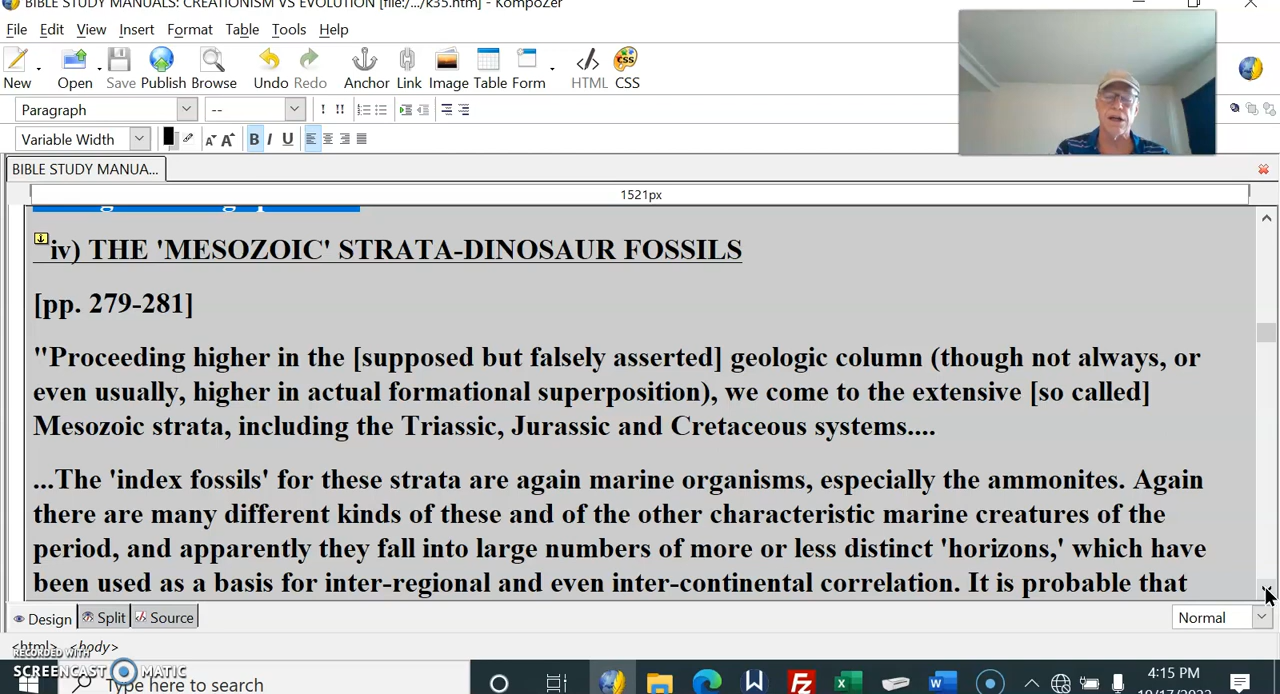 BIBLE STUDY MANUALS: CREATIONISM VS EVOLUTION [file:/.../k35.htm] - KompoZer
File Edit View Insert Format Table Tools Help
New Open Save Publish Browse Undo Redo Anchor Link Image Table Form HTML CSS
CSS
Paragraph --
! !!
Variable Width A A B I U
BIBLE STUDY MANUA...
1521px
iv) THE 'MESOZOIC' STRATA-DINOSAUR FOSSILS
[pp. 279-281]
"Proceeding higher in the [supposed but falsely asserted] geologic column (though not always, or
even usually, higher in actual formational superposition), we come to the extensive [so called]
Mesozoic strata, including the Triassic, Jurassic and Cretaceous systems....
...The 'index fossils' for these strata are again marine organisms, especially the ammonites. Again
there are many different kinds of these and of the other characteristic marine creatures of the
period, and apparently they fall into large numbers of more or less distinct 'horizons,' which have
been used as a basis for inter-regional and even inter-continental correlation. It is probable that
Design Split Source Normal
<html> <body>
RECORDED WITH
SCREENCAST MATIC
Type here to search
4:15 PM